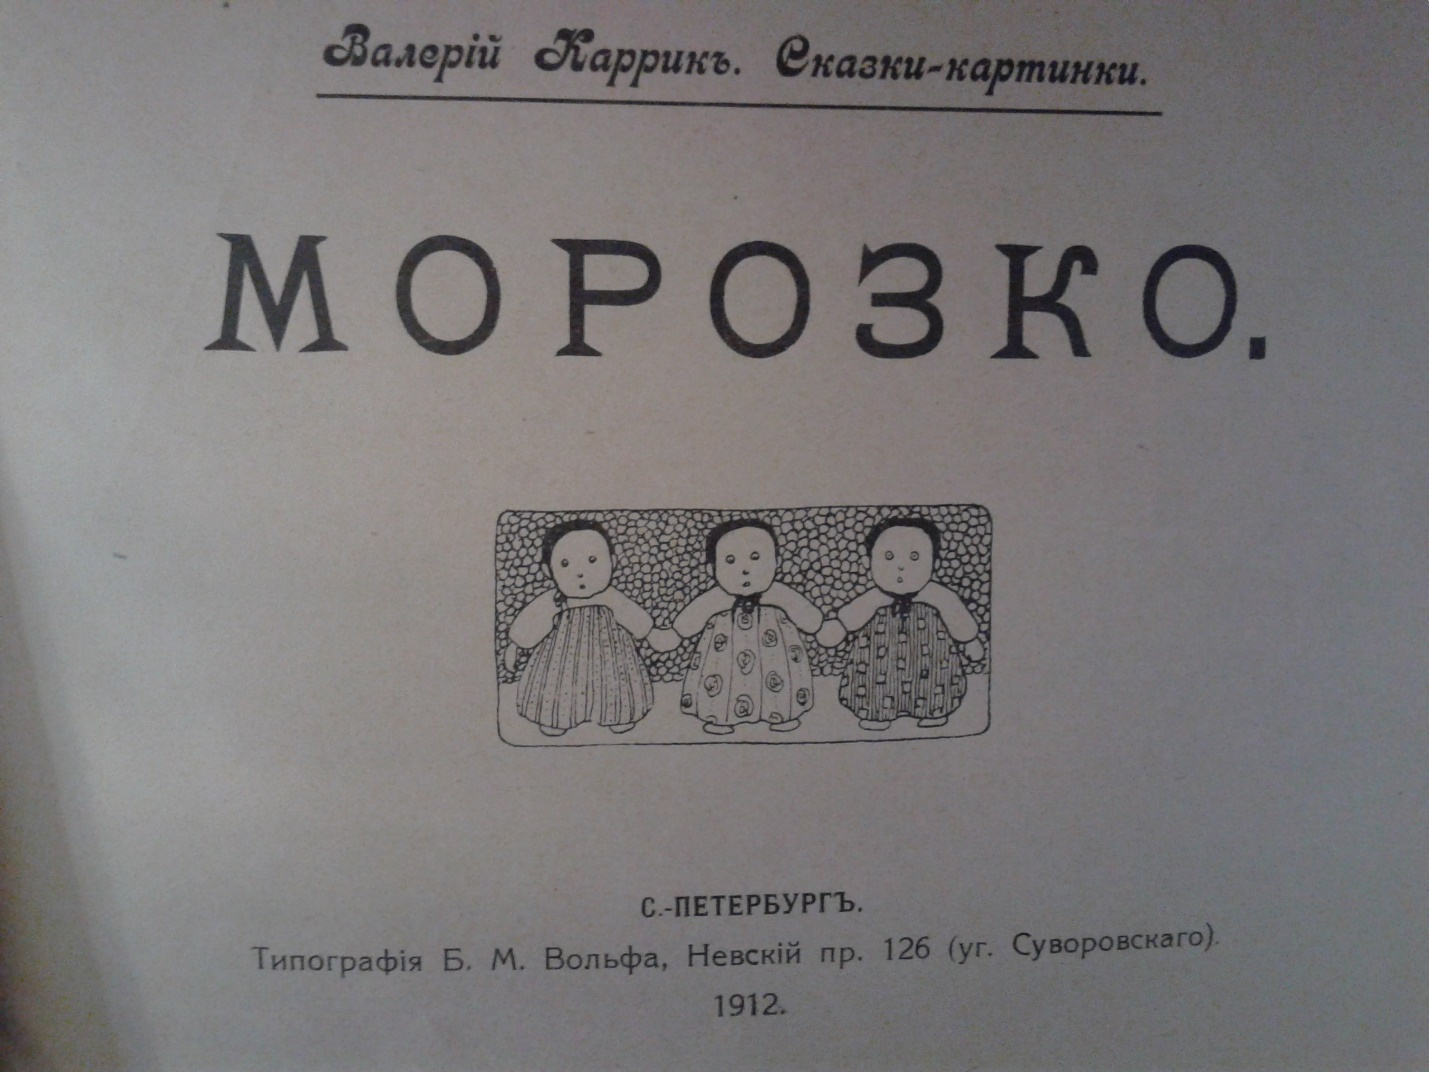 Валерій Каррикъ. Сказки-картинки.
МОРОЗКО.
С.-ПЕТЕРБУРГЪ.
Типографія Б. М. Вольфа, Невскій пр. 126 (уг. Суворовскаго).
1912.